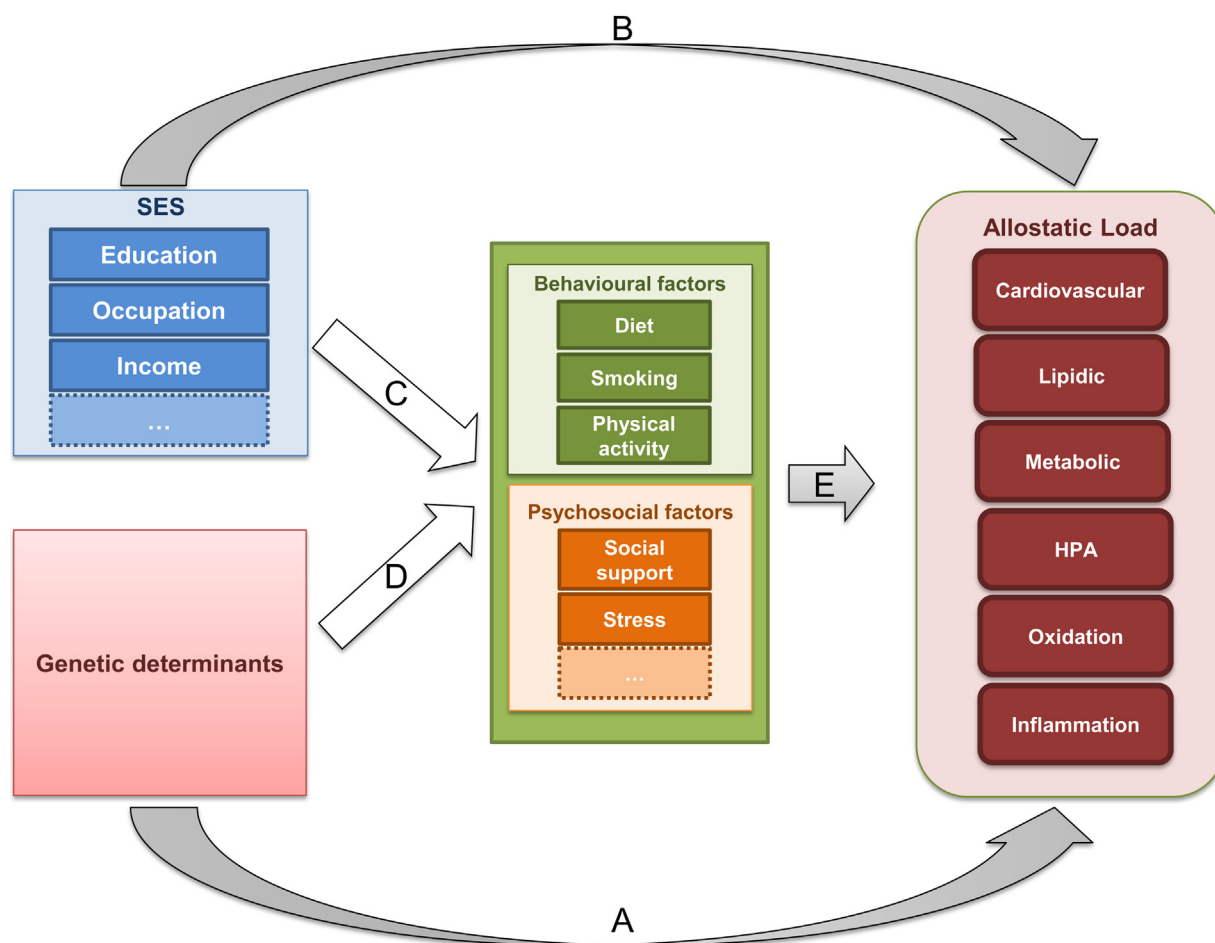 B
SES
Education
Occupation
Income
...
Genetic determinants
C
D
Behavioural factors
Diet
Smoking
Physical
activity
Psychosocial factors
Social
support
Stress
...
E
Allostatic Load
Cardiovascular
Lipidic
Metabolic
HPA
Oxidation
Inflammation
A